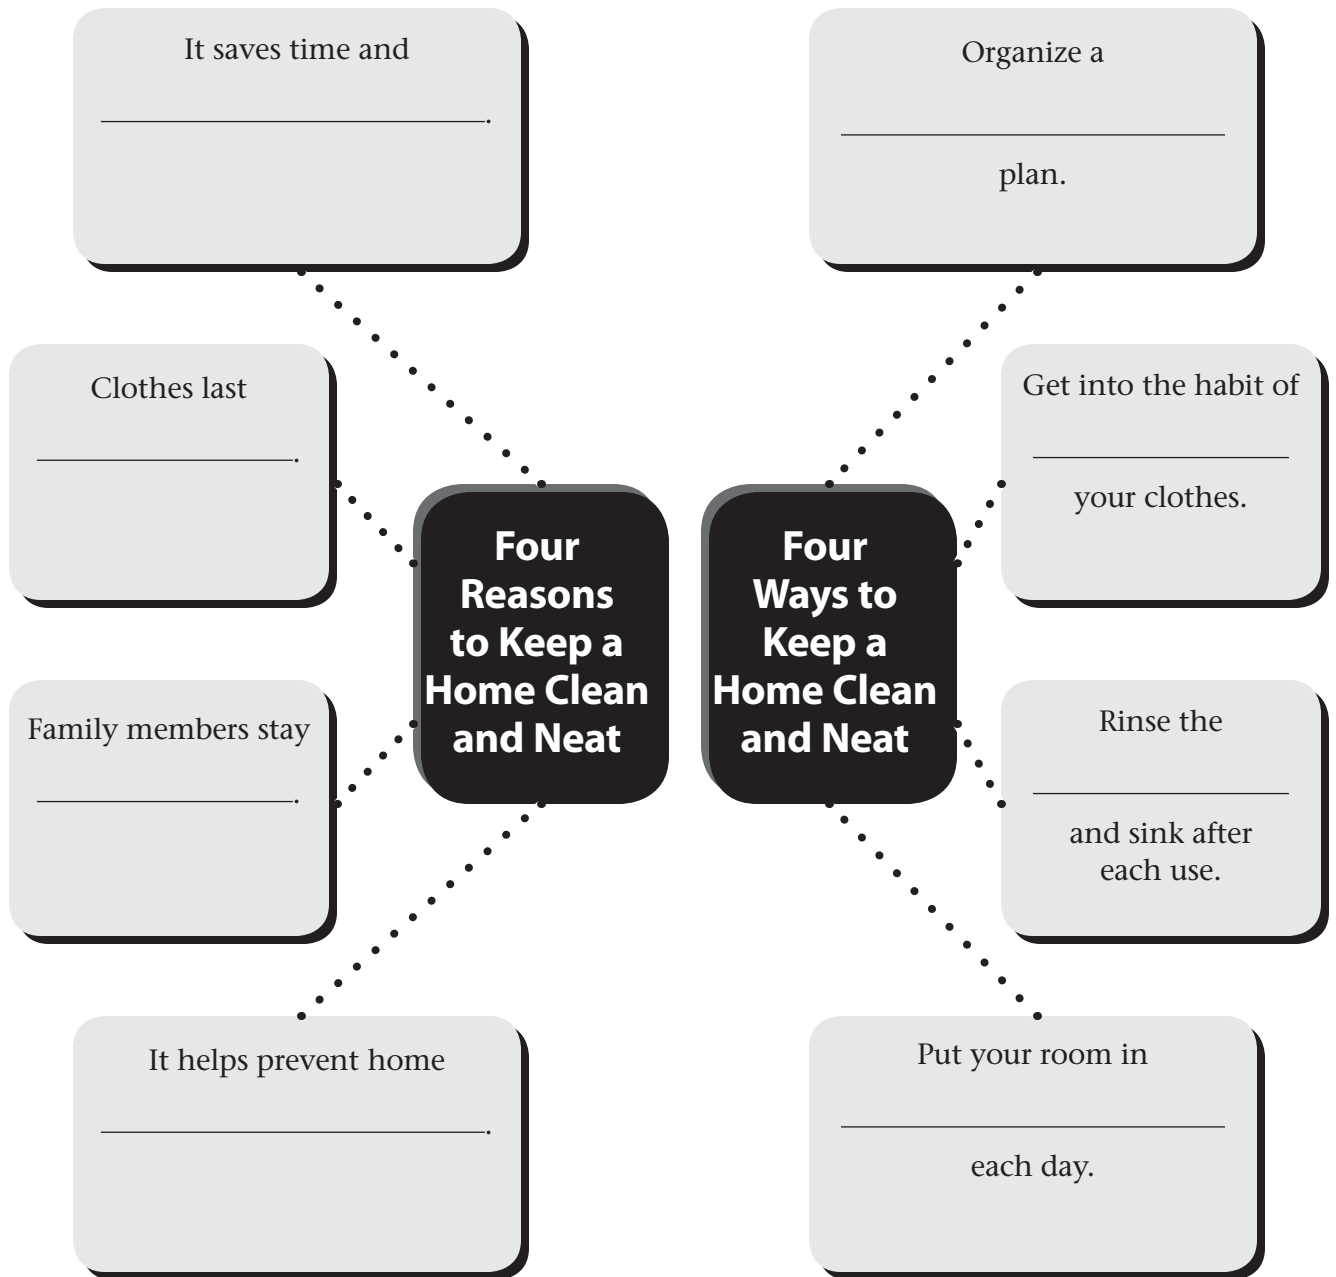 It saves time and
.
Clothes last
.
Family members stay
.
It helps prevent home
.
Four
Reasons
to Keep a
Home Clean
and Neat
Four
Ways to
Keep a
Home Clean
and Neat
Organize a
plan.
Get into the habit of
your clothes.
Rinse the
and sink after
each use.
Put your room in
each day.